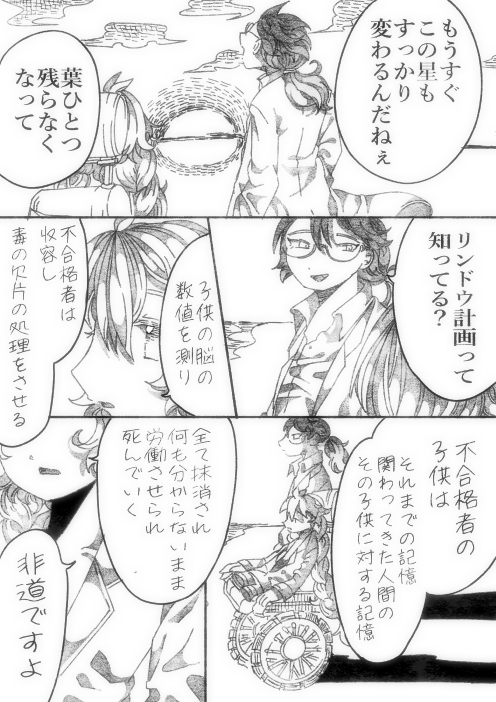 もうすぐ
この星も
すっかり
変わるんだねぇ
葉ひとつ
残らなく
なって
リンドウ計画って
知ってる?
子供の脳の
数値を測り
不合格者は
収容し
毒の欠片の処理をさせる
不合格者の
子供は
それまでの記憶
関わってきた人間の
その子供に対する記憶
全て抹消され
何も分からないまま
労働させられ
死んでいく
非道ですよ